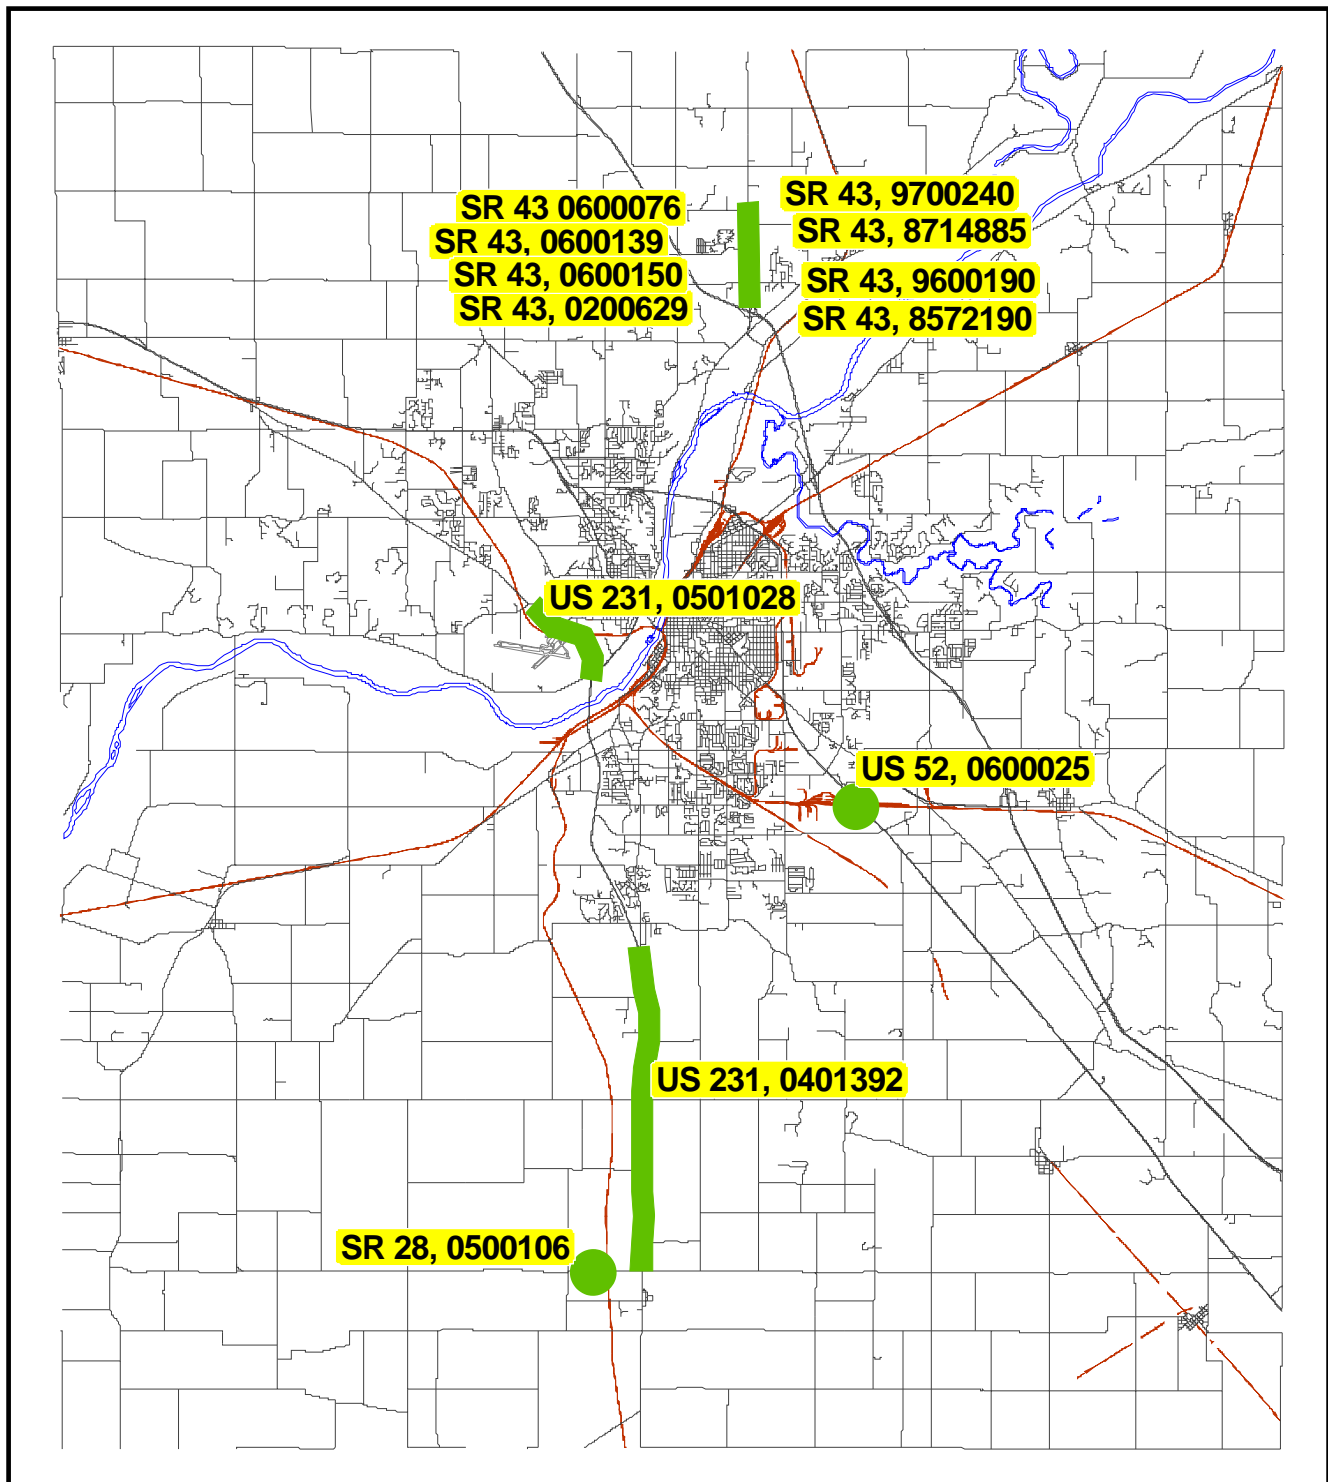 SR 43 0600076
SR 43, 0600139
SR 43, 0600150
SR 43, 0200629
SR 43, 9700240
SR 43, 8714885
SR 43, 9600190
SR 43, 8572190
US 231, 0501028
US 52, 0600025
US 231, 0401392
SR 28, 0500106